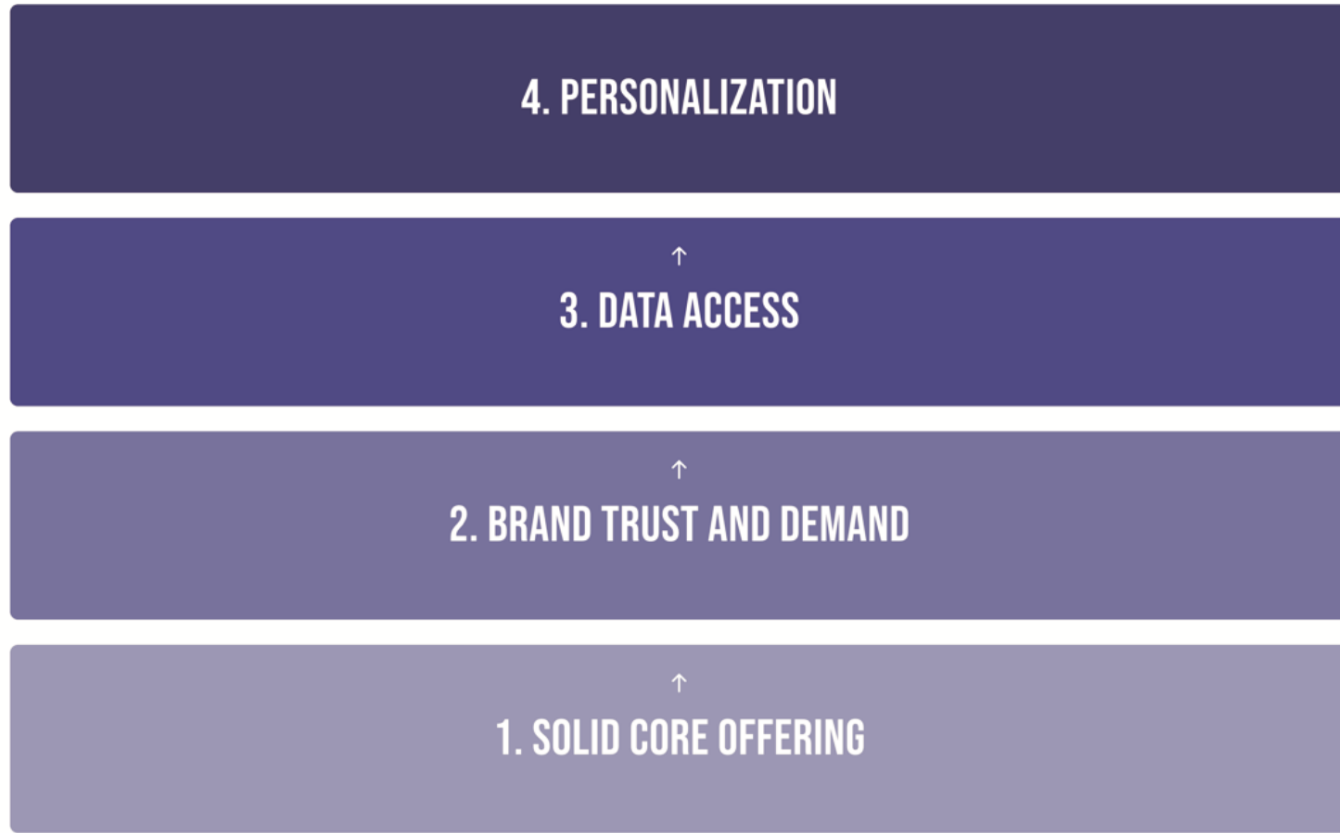 4. PERSONALIZATION
↑
3. DATA ACCESS
↑
2. BRAND TRUST AND DEMAND
↑
1. SOLID CORE OFFERING